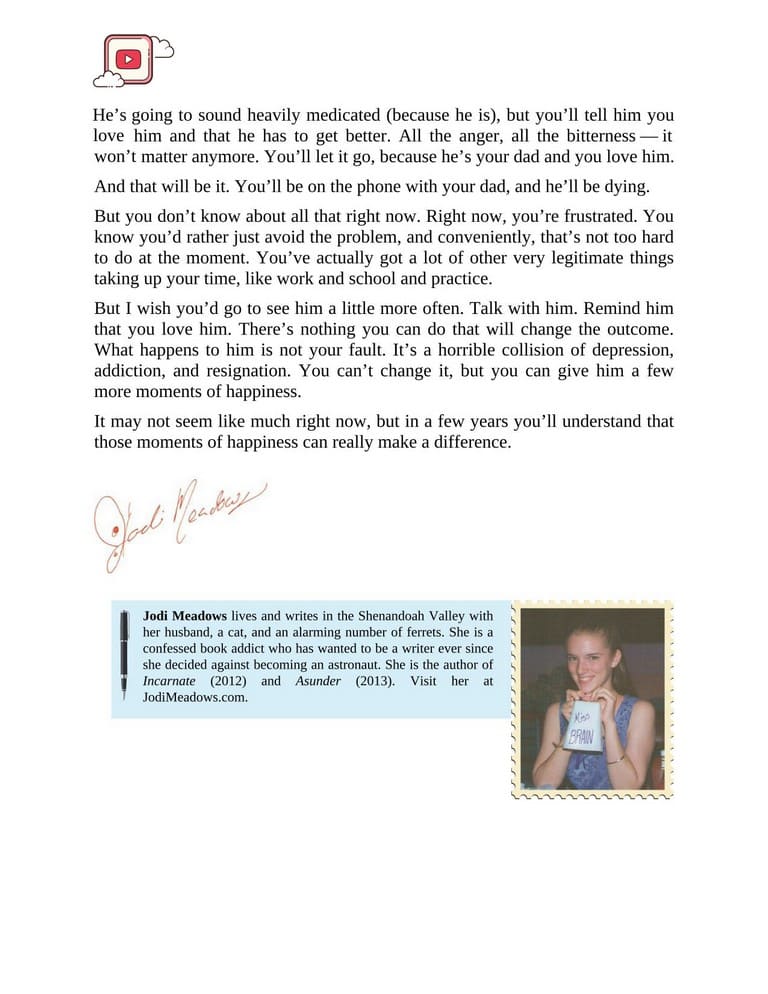 He’s going to sound heavily medicated (because he is), but you’ll tell him you
love him and that he has to get better. All the anger, all the bitterness — it
won’t matter anymore. You’ll let it go, because he’s your dad and you love him.
And that will be it. You’ll be on the phone with your dad, and he’ll be dying.
But you don’t know about all that right now. Right now, you’re frustrated. You
know you’d rather just avoid the problem, and conveniently, that’s not too hard
to do at the moment. You’ve actually got a lot of other very legitimate things
taking up your time, like work and school and practice.
But I wish you’d go to see him a little more often. Talk with him. Remind him
that you love him. There’s nothing you can do that will change the outcome.
What happens to him is not your fault. It’s a horrible collision of depression,
addiction, and resignation. You can’t change it, but you can give him a few
more moments of happiness.
It may not seem like much right now, but in a few years you’ll understand that
those moments of happiness can really make a difference.
Jodi Meadows
Jodi Meadows lives and writes in the Shenandoah Valley with
her husband, a cat, and an alarming number of ferrets. She is a
confessed book addict who has wanted to be a writer ever since
she decided against becoming an astronaut. She is the author of
Incarnate (2012) and Asunder (2013). Visit her at
JodiMeadows.com.
Miss
BRAIN